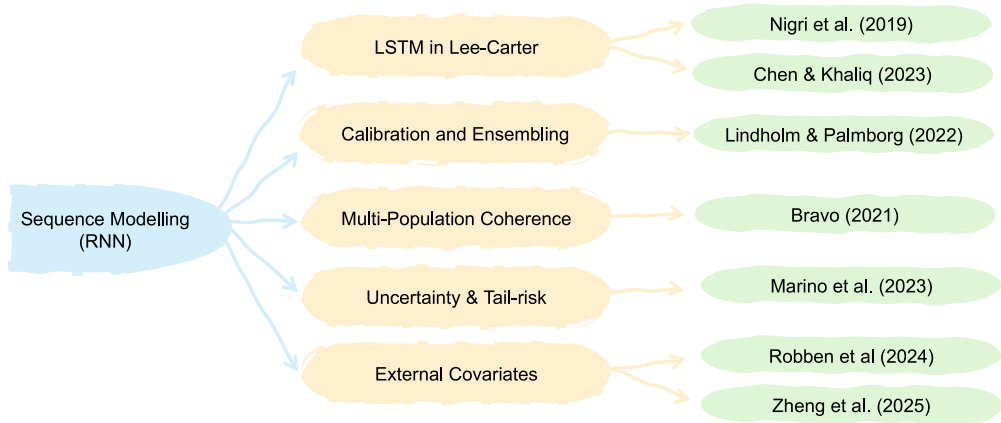 Sequence Modelling
(RNN)
LSTM in Lee-Carter
Nigri et al. (2019)
Chen & Khaliq (2023)
Calibration and Ensembling
Lindholm & Palmborg (2022)
Multi-Population Coherence
Bravo (2021)
Uncertainty & Tail-risk
Marino et al. (2023)
External Covariates
Robben et al (2024)
Zheng et al. (2025)